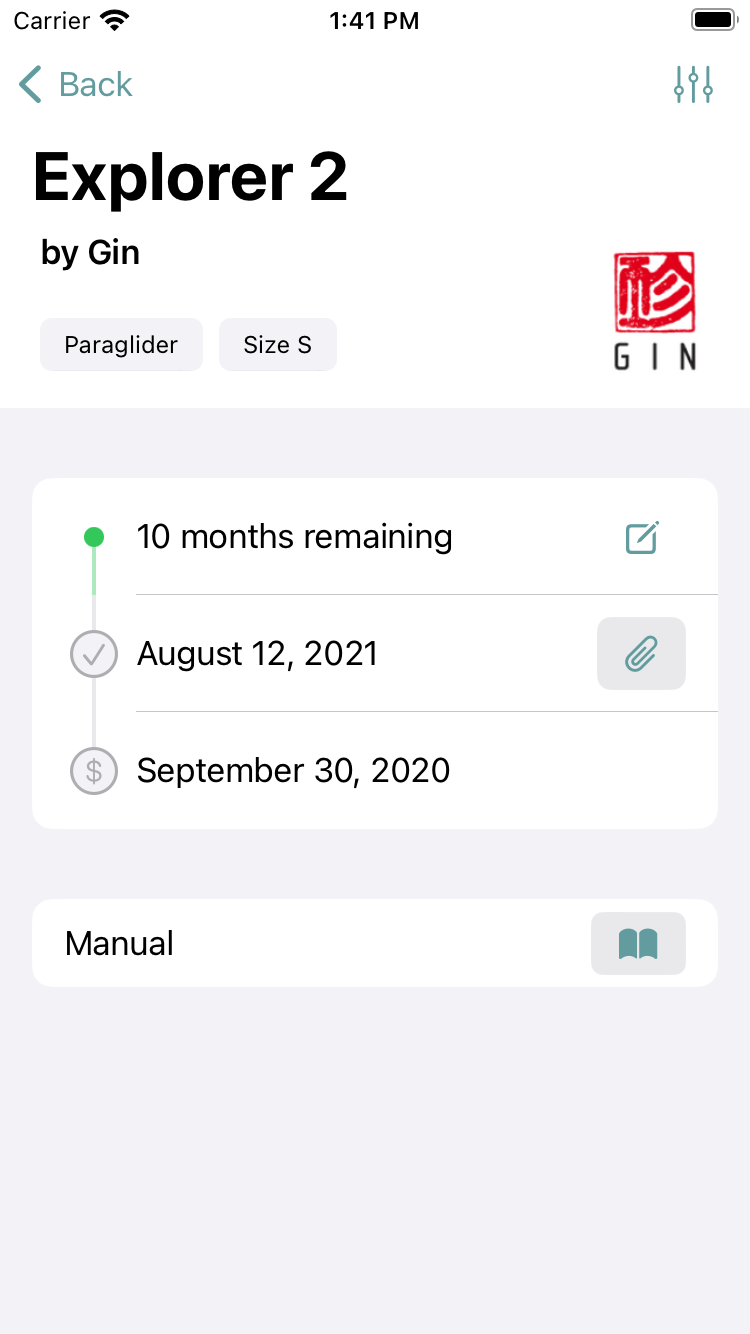 Carrier
1:41 PM
Back
Explorer 2
by Gin
GIN
Paraglider
Size S
10 months remaining
August 12, 2021
$
September 30, 2020
Manual